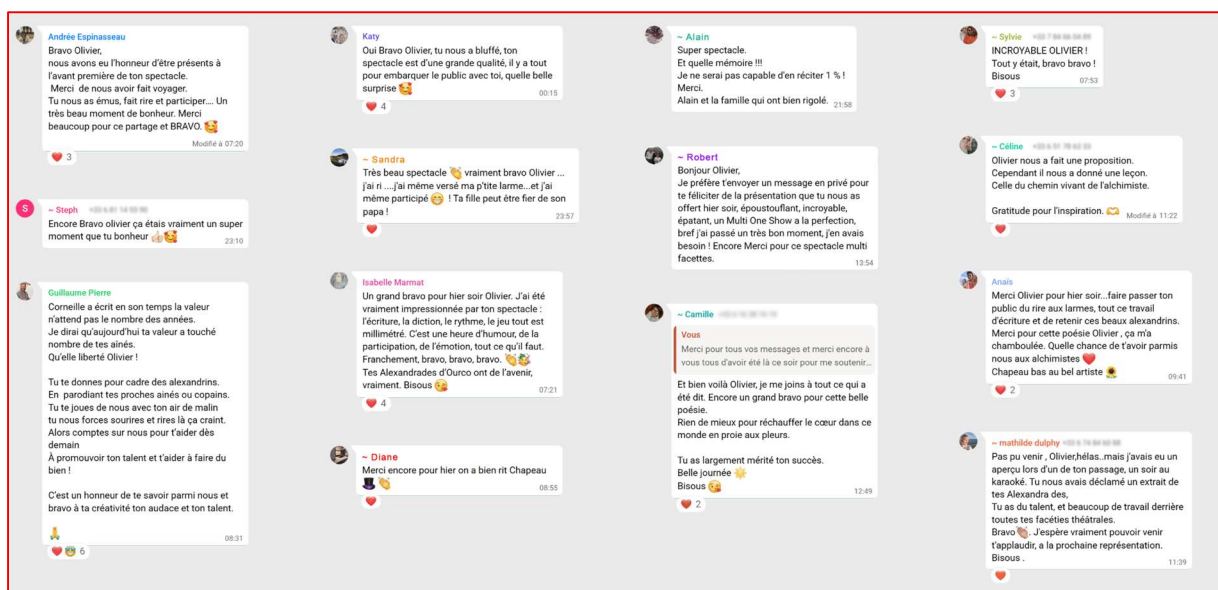 Andrée Espinasseau
Bravo Olivier,
nous avons eu l'honneur d'être présents à
l'avant première de ton spectacle.
Merci de nous avoir fait voyager.
Tu nous as émus, fait rire et participer.... Un
très beau moment de bonheur. Merci
beaucoup pour ce partage et BRAVO. 🥰
Modifié à 07:20
❤️ 3
S
~ Steph
Encore Bravo olivier ça étais vraiment un super
moment que tu bonheur 👍🏻🥰
23:10
Guillaume Pierre
Corneille a écrit en son temps la valeur
n'attend pas le nombre des années.
Je dirai qu'aujourd'hui ta valeur a touché
nombre de tes aînés.
Qu'elle liberté Olivier !
Tu te donnes pour cadre des alexandrins.
En parodiant tes proches ainés ou copains.
Tu te joues de nous avec ton air de malin
tu nous forces sourires et rires là ça craint.
Alors comptes sur nous pour t'aider dès
demain
À promouvoir ton talent et t'aider à faire du
bien !
C'est un honneur de te savoir parmi nous et
bravo à ta créativité ton audace et ton talent.
🙏
08:31
6
Katy
Oui Bravo Olivier, tu nous a bluffé, ton
spectacle est d'une grande qualité, il y a tout
pour embarquer le public avec toi, quelle belle
surprise 🥰
00:15
❤️ 4
~ Sandra
Très beau spectacle 👏 vraiment bravo Olivier ...
j'ai ri ....j'ai même versé ma p'tite larme...et j'ai
même participé 😁 ! Ta fille peut être fier de son
papa !
23:57
❤️
Isabelle Marmat
Un grand bravo pour hier soir Olivier. J'ai été
vraiment impressionnée par ton spectacle :
l'écriture, la diction, le rythme, le jeu tout est
millimétré. C'est une heure d'humour, de la
participation, de l'émotion, tout ce qu'il faut.
Franchement, bravo, bravo, bravo. 👏💐
Tes Alexandrades d'Ourco ont de l'avenir,
vraiment. Bisous 😘
07:21
❤️ 4
~ Diane
Merci encore pour hier on a bien rit Chapeau
🎩👏
08:55
❤️
~ Alain
Super spectacle.
Et quelle mémoire !!!
Je ne serai pas capable d'en réciter 1 % !
Merci.
Alain et la famille qui ont bien rigolé.
21:58
~ Robert
Bonjour Olivier,
Je préfère t'envoyer un message en privé pour
te féliciter de la présentation que tu nous as
offert hier soir, époustouflant, incroyable,
épatant, un Multi One Show a la perfection,
bref j'ai passé un très bon moment, j'en avais
besoin ! Encore Merci pour ce spectacle multi
facettes.
13:54
~ Camille
Vous
Merci pour tous vos messages et merci encore à
vous tous d'avoir été là ce soir pour me soutenir...
Et bien voilà Olivier, je me joins à tout ce qui a
été dit. Encore un grand bravo pour cette belle
poésie.
Rien de mieux pour réchauffer le cœur dans ce
monde en proie aux pleurs.
Tu as largement mérité ton succès.
Belle journée ☀️
Bisous 😘
12:49
❤️ 2
~ Sylvie
INCROYABLE OLIVIER !
Tout y était, bravo bravo !
Bisous
07:53
❤️ 3
~ Céline
Olivier nous a fait une proposition.
Cependant il nous a donné une leçon.
Celle du chemin vivant de l'alchimiste.
Gratitude pour l'inspiration. 🫶
Modifié à 11:22
❤️
Anaïs
Merci Olivier pour hier soir...faire passer ton
public du rire aux larmes, tout ce travail
d'écriture et de retenir ces beaux alexandrins.
Merci pour cette poésie Olivier , ça m'a
chamboulée. Quelle chance de t'avoir parmis
nous aux alchimistes ❤️
Chapeau bas au bel artiste 🌻
09:41
❤️ 2
~ mathilde dulphy
Pas pu venir , Olivier,hélas..mais j'avais eu un
aperçu lors d'un de ton passage, un soir au
karaoké. Tu nous avais déclamé un extrait de
tes Alexandra des,
Tu as du talent, et beaucoup de travail derrière
toutes tes facéties théâtrales.
Bravo👏. J'espère vraiment pouvoir venir
t'applaudir, a la prochaine représentation.
Bisous .
11:39
❤️